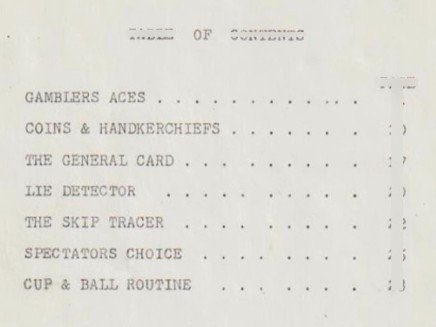 TABLE OF CONTENTS
GAMBLERS ACES . . . . . . . . . . . .
COINS & HANDKERCHIEFS . . . . . . .
THE GENERAL CARD . . . . . . . . .
LIE DETECTOR . . . . . . . . . .
THE SKIP TRACER . . . . . . . . .
SPECTATORS CHOICE . . . . . . . .
CUP & BALL ROUTINE . . . . . . .